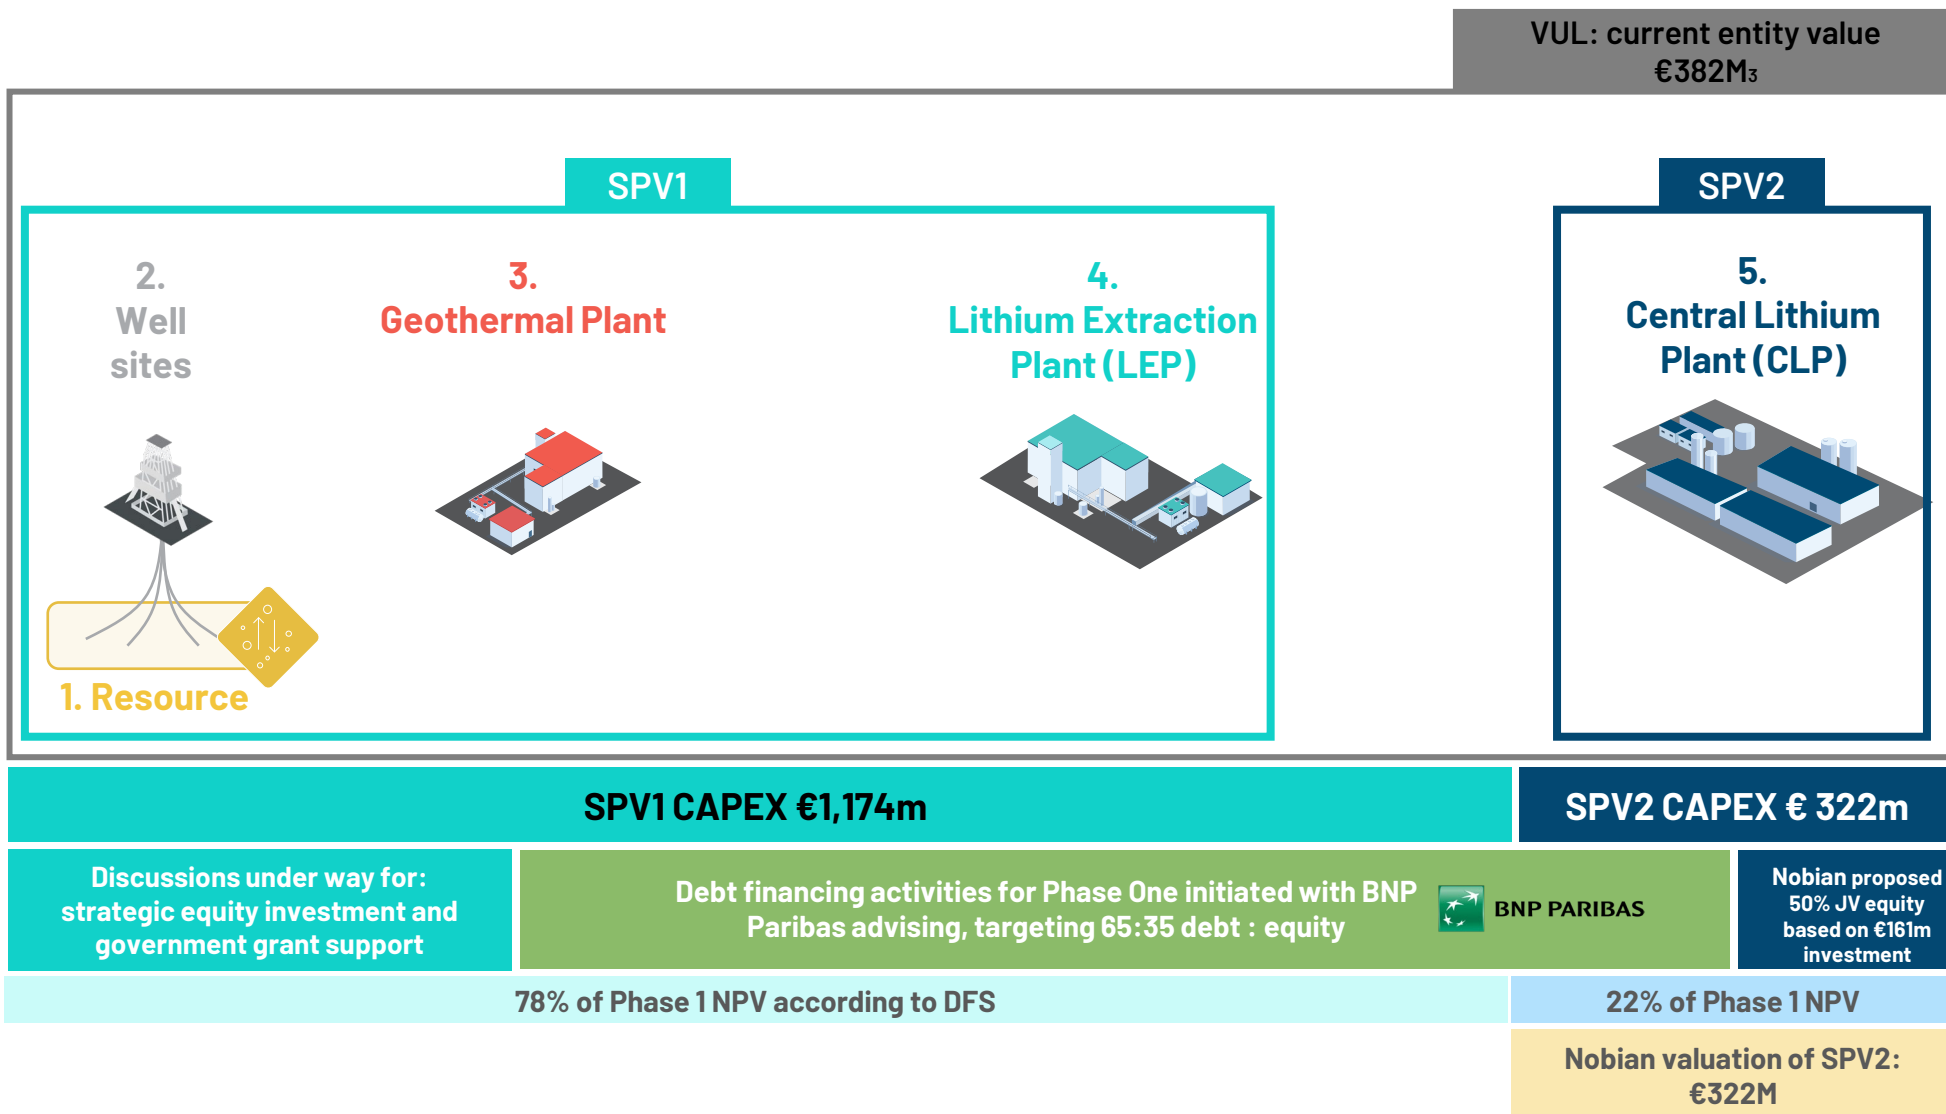 VUL: current entity value
€382M3
SPV1
SPV2
2.
Well
sites
3.
Geothermal Plant
4.
Lithium Extraction
Plant (LEP)
5.
Central Lithium
Plant (CLP)
1. Resource
SPV1 CAPEX €1,174m
SPV2 CAPEX € 322m
Discussions under way for:
strategic equity investment and
government grant support
Debt financing activities for Phase One initiated with BNP
Paribas advising, targeting 65:35 debt : equity
BNP PARIBAS
Nobian proposed
50% JV equity
based on €161m
investment
78% of Phase 1 NPV according to DFS
22% of Phase 1 NPV
Nobian valuation of SPV2:
€322M